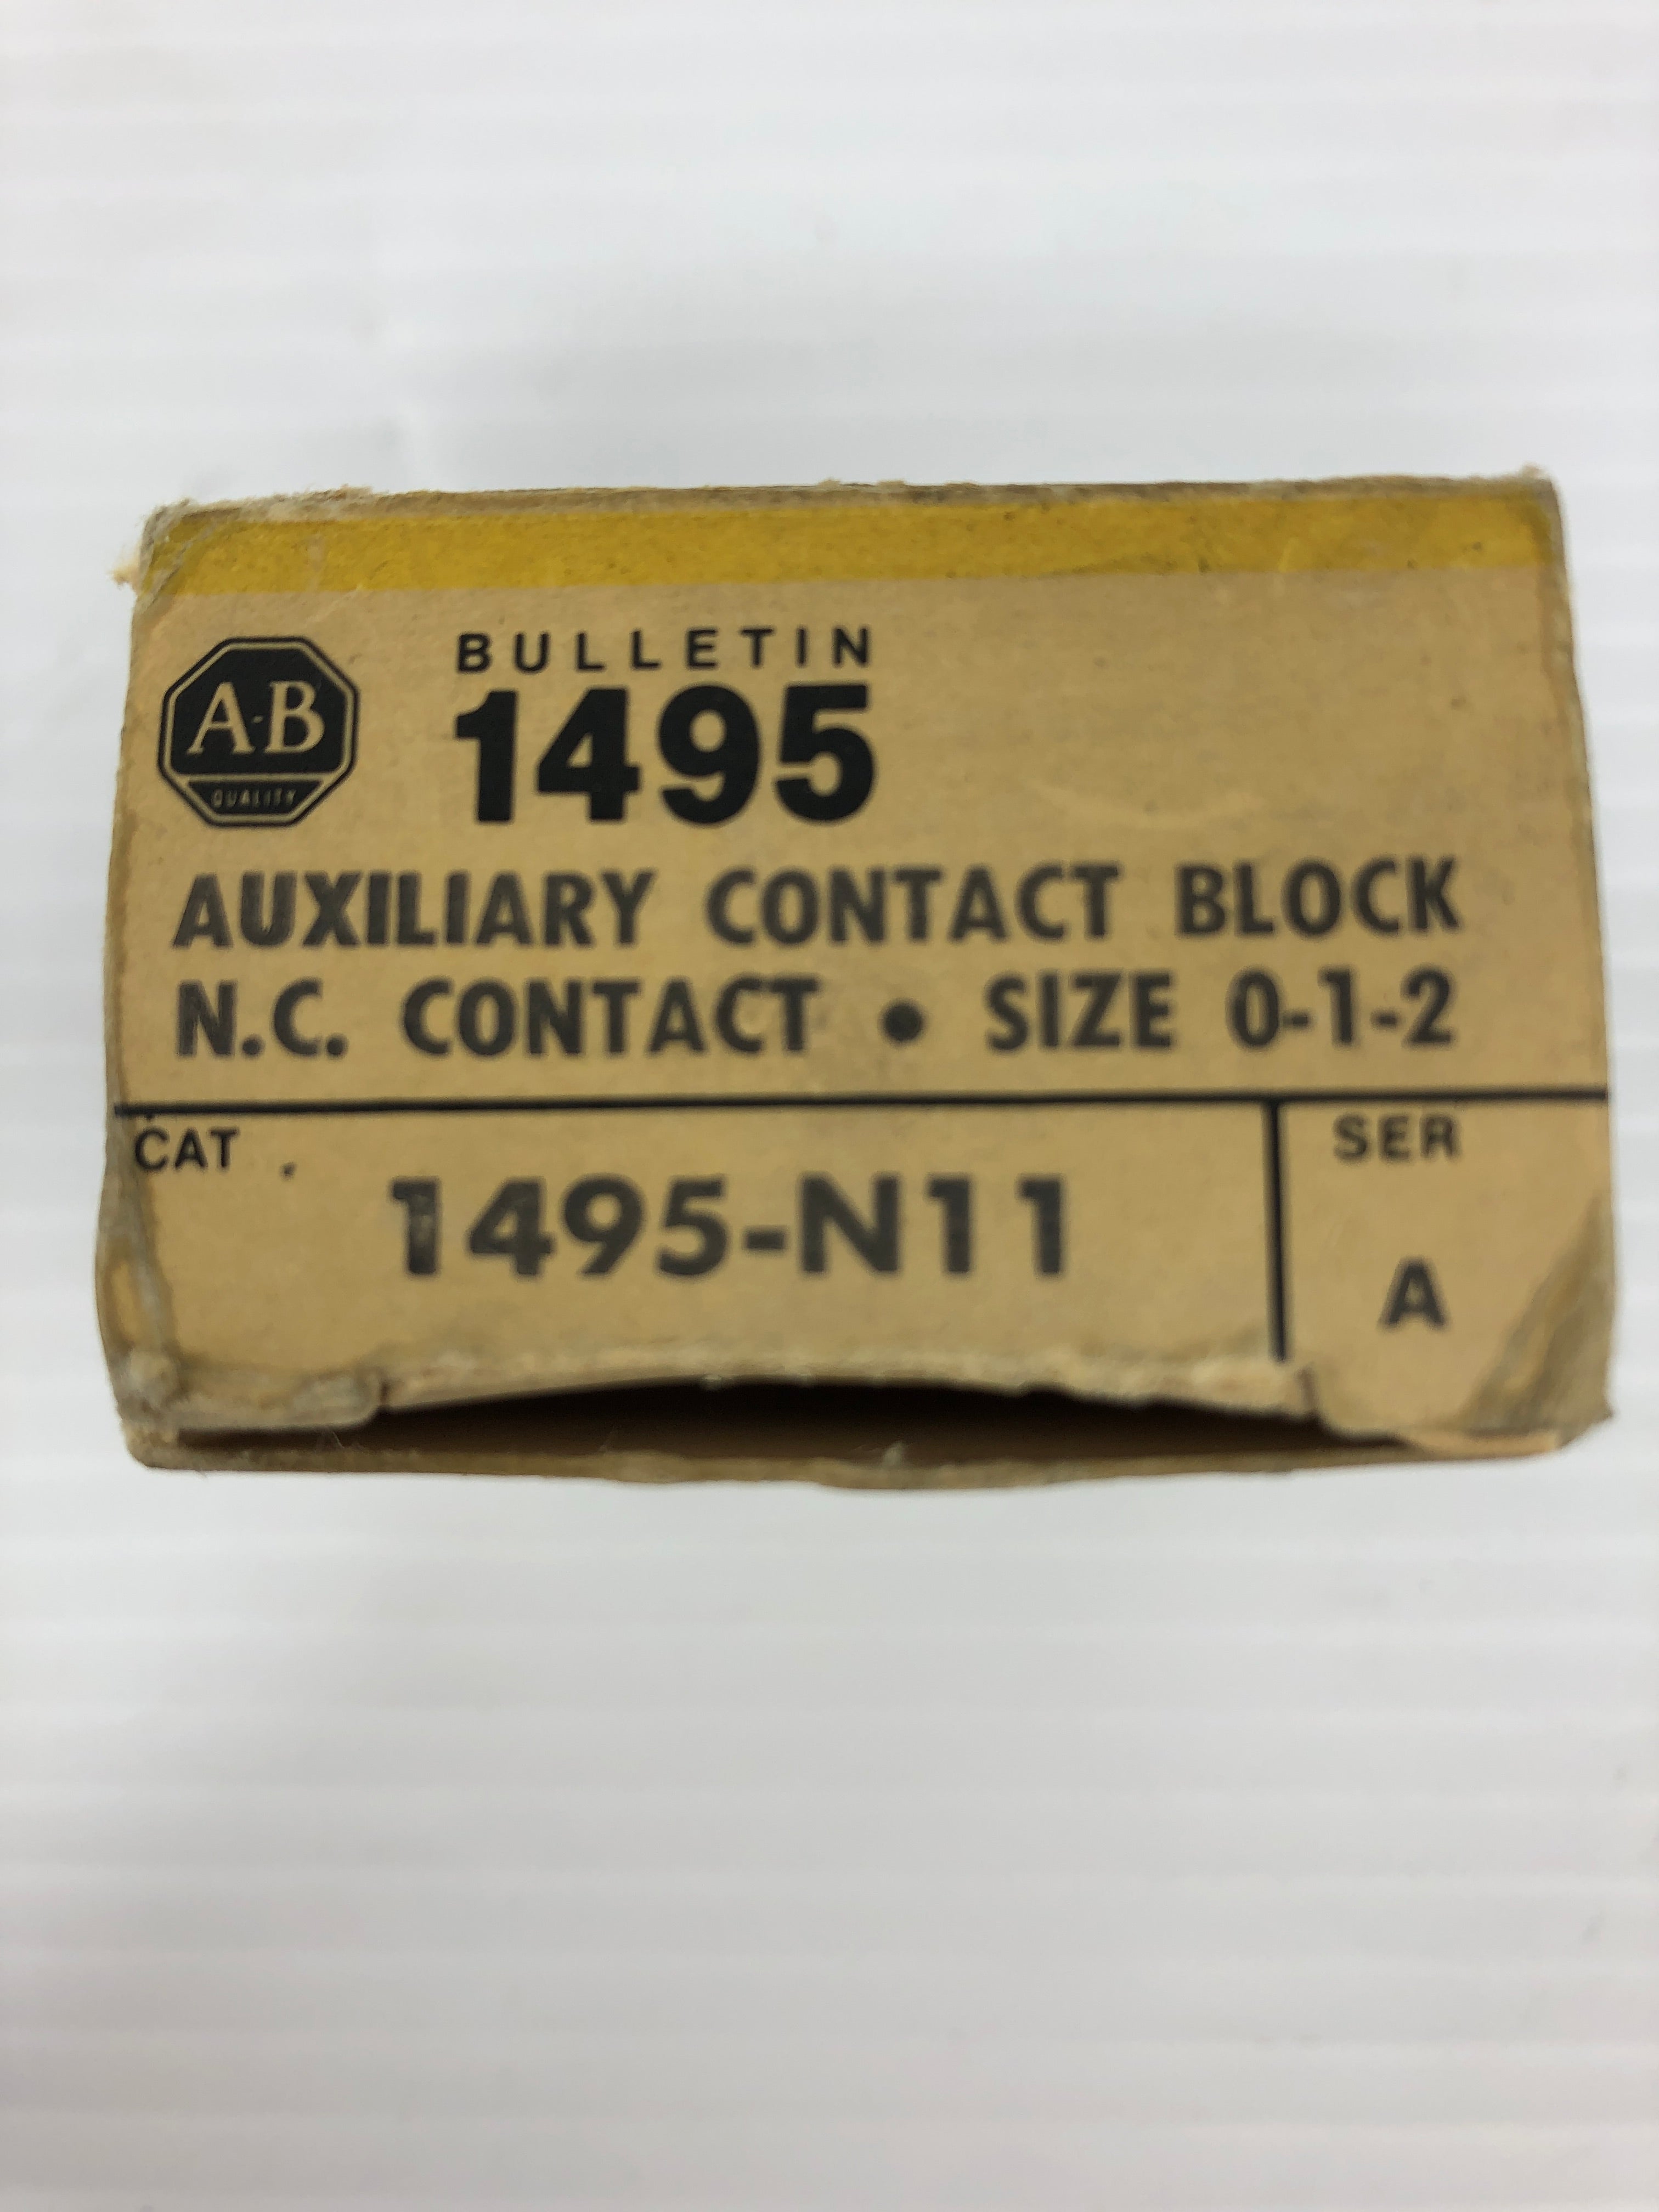 A-B
QUALITY
BULLETIN
1495
AUXILIARY CONTACT BLOCK
N.C. CONTACT • SIZE 0-1-2
CAT
1495-N11
SER
A